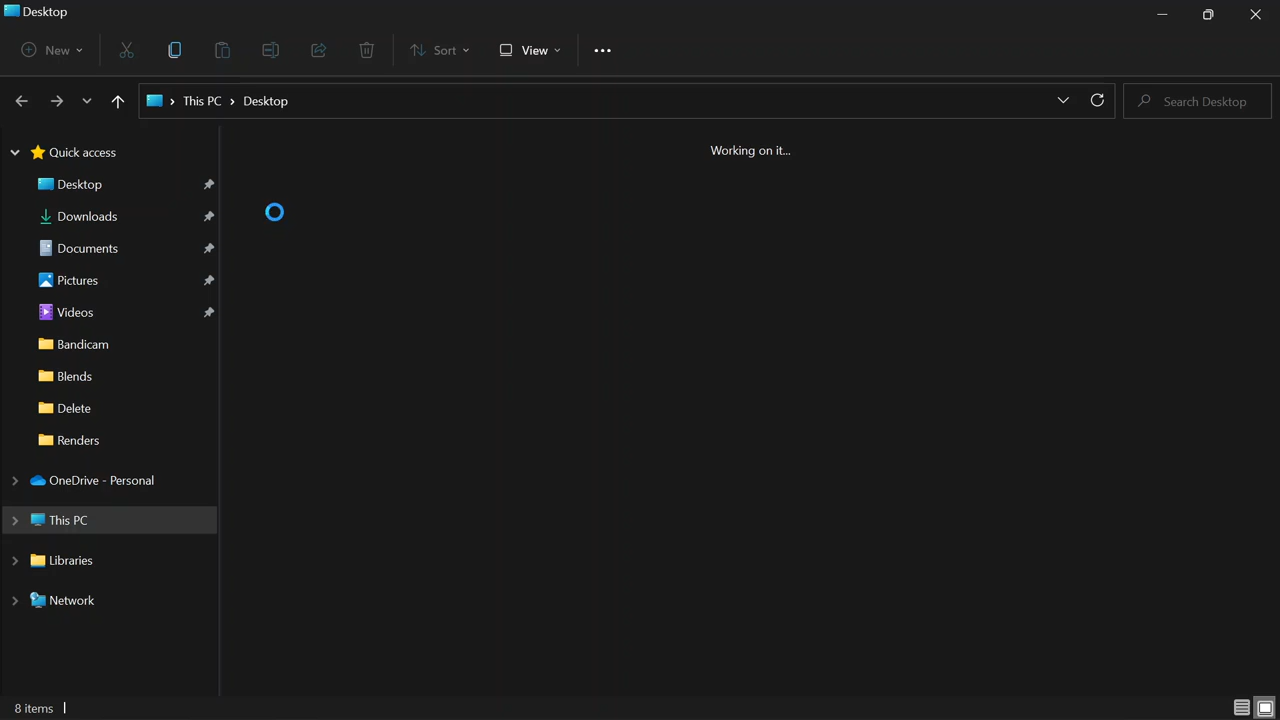 Desktop
New
Sort
View
This PC
Desktop
Search Desktop
Quick access
Working on it...
Desktop
Downloads
Documents
Pictures
Videos
Bandicam
Blends
Delete
Renders
OneDrive - Personal
This PC
Libraries
Network
8 items